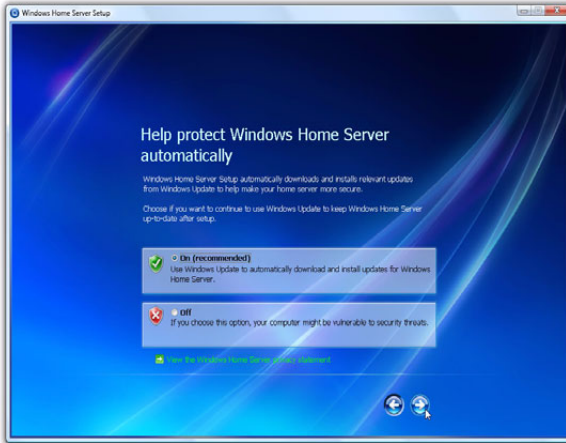 Windows Home Server Setup
Help protect Windows Home Server
automatically
Windows Home Server Setup automatically downloads and installs relevant updates
from Windows Update to help make your home server more secure.
Choose if you want to continue to use Windows Update to keep Windows Home Server
up-to-date after setup.
On (recommended)
Use Windows Update to automatically download and install updates for Windows
Home Server.
Off
If you choose this option, your computer might be vulnerable to security threats.
View the Windows Home Server privacy statement